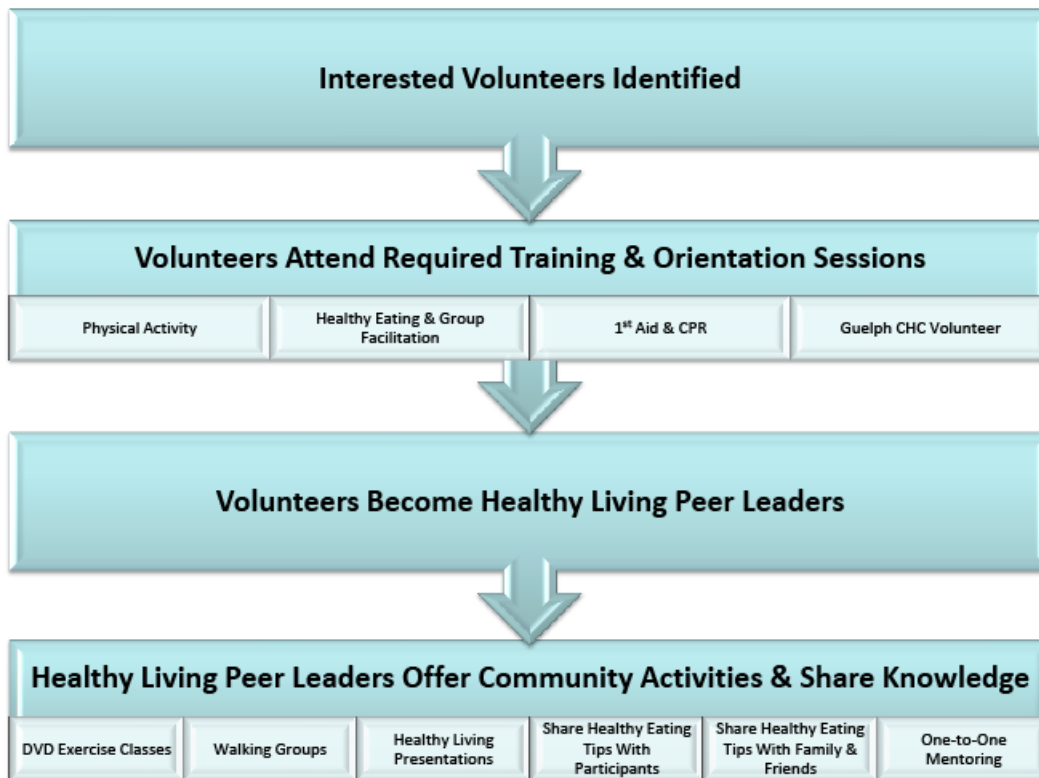 Interested Volunteers Identified
Volunteers Attend Required Training & Orientation Sessions
Physical Activity
Healthy Eating & Group
Facilitation
1st Aid & CPR
Guelph CHC Volunteer
Volunteers Become Healthy Living Peer Leaders
Healthy Living Peer Leaders Offer Community Activities & Share Knowledge
DVD Exercise Classes
Walking Groups
Healthy Living
Presentations
Share Healthy Eating
Tips With
Participants
Share Healthy Eating
Tips With Family &
Friends
One-to-One
Mentoring